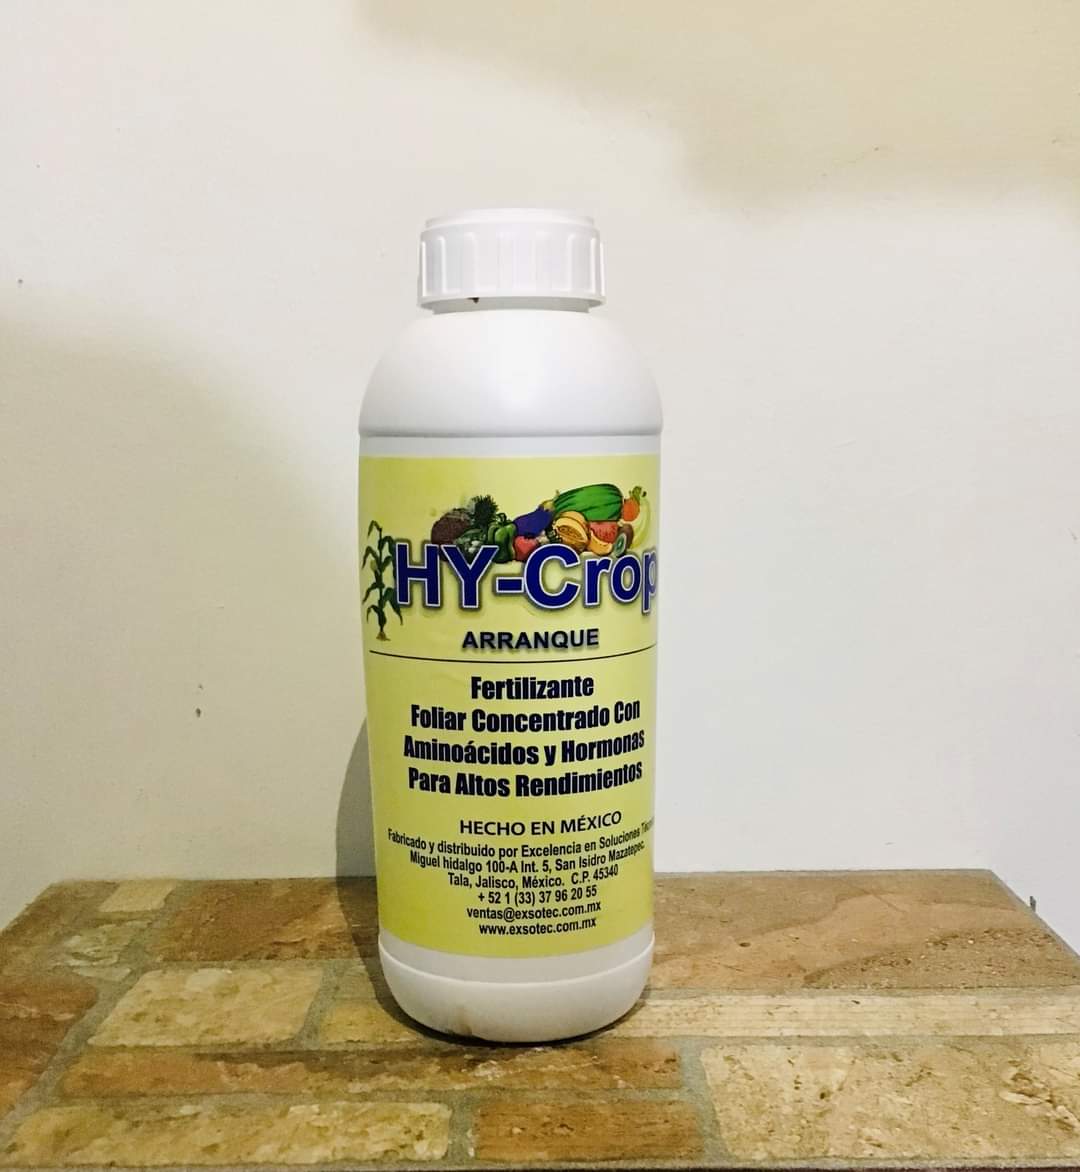 HY-Crop
ARRANQUE
Fertilizante
Foliar Concentrado Con
Aminoácidos y Hormonas
Para Altos Rendimientos
HECHO EN MÉXICO
Fabricado y distribuido por Excelencia en Soluciones
Miguel hidalgo 100-A Int. 5, San Isidro Mazatepec.
Tala, Jalisco, México. C.P. 45340
+ 52 1 (33) 37 96 20 55
ventas@exsotec.com.mx
www.exsotec.com.mx